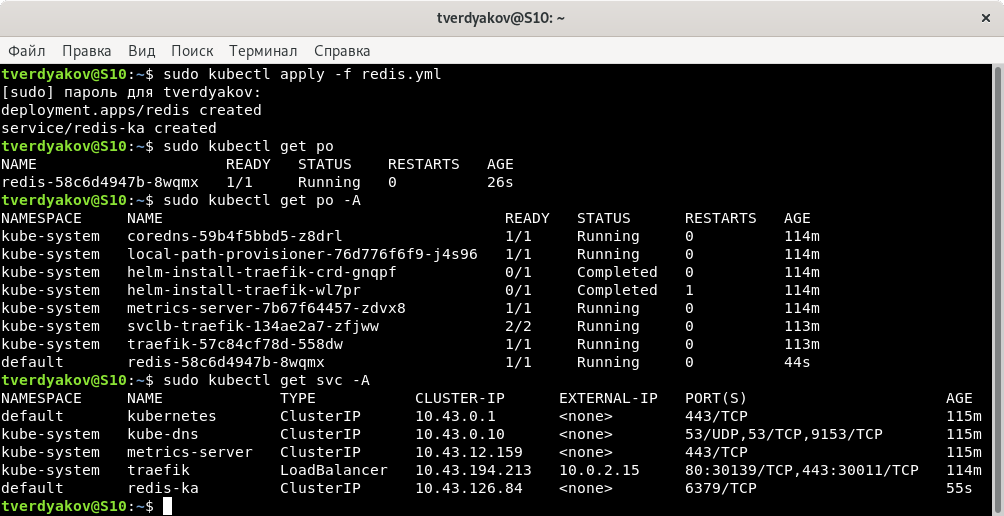 tverdyakov@S10: ~
Файл Правка Вид Поиск Терминал Справка
tverdyakov@S10:~$ sudo kubectl apply -f redis.yml
[sudo] пароль для tverdyakov:
deployment.apps/redis created
service/redis-ka created
tverdyakov@S10:~$ sudo kubectl get po
NAME                     READY   STATUS    RESTARTS   AGE
redis-58c6d4947b-8wqmx   1/1     Running   0          26s
tverdyakov@S10:~$ sudo kubectl get po -A
NAMESPACE     NAME                                      READY   STATUS      RESTARTS   AGE
kube-system   coredns-59b4f5bbd5-z8drl                  1/1     Running     0          114m
kube-system   local-path-provisioner-76d776f6f9-j4s96   1/1     Running     0          114m
kube-system   helm-install-traefik-crd-gnqpf            0/1     Completed   0          114m
kube-system   helm-install-traefik-wl7pr                0/1     Completed   1          114m
kube-system   metrics-server-7b67f64457-zdvx8           1/1     Running     0          114m
kube-system   svclb-traefik-134ae2a7-zfjww              2/2     Running     0          113m
kube-system   traefik-57c84cf78d-558dw                  1/1     Running     0          113m
default       redis-58c6d4947b-8wqmx                    1/1     Running     0          44s
tverdyakov@S10:~$ sudo kubectl get svc -A
NAMESPACE     NAME             TYPE           CLUSTER-IP      EXTERNAL-IP   PORT(S)                      AGE
default       kubernetes       ClusterIP      10.43.0.1       <none>        443/TCP                      115m
kube-system   kube-dns         ClusterIP      10.43.0.10      <none>        53/UDP,53/TCP,9153/TCP       115m
kube-system   metrics-server   ClusterIP      10.43.12.159    <none>        443/TCP                      115m
kube-system   traefik          LoadBalancer   10.43.194.213   10.0.2.15     80:30139/TCP,443:30011/TCP   114m
default       redis-ka         ClusterIP      10.43.126.84    <none>        6379/TCP                     55s
tverdyakov@S10:~$